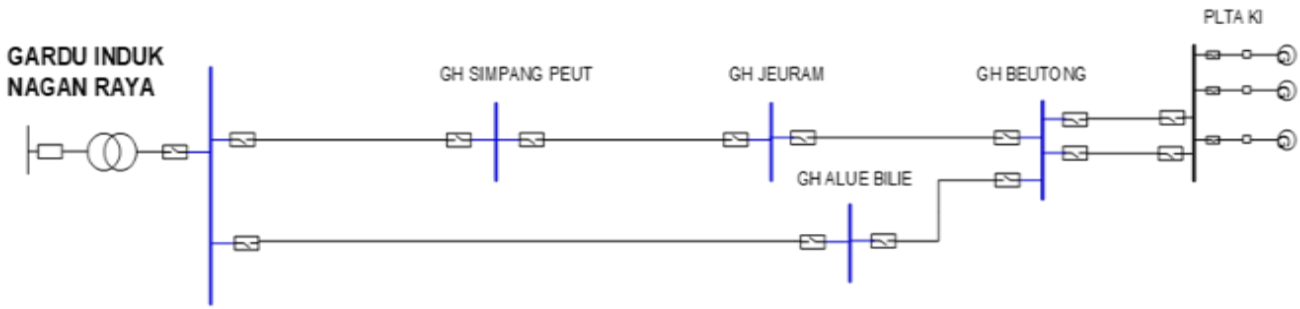 PLTA KI
GARDU INDUK
NAGAN RAYA
GH SIMPANG PEUT
GH JEURAM
GH BEUTONG
GH ALUE BILIE